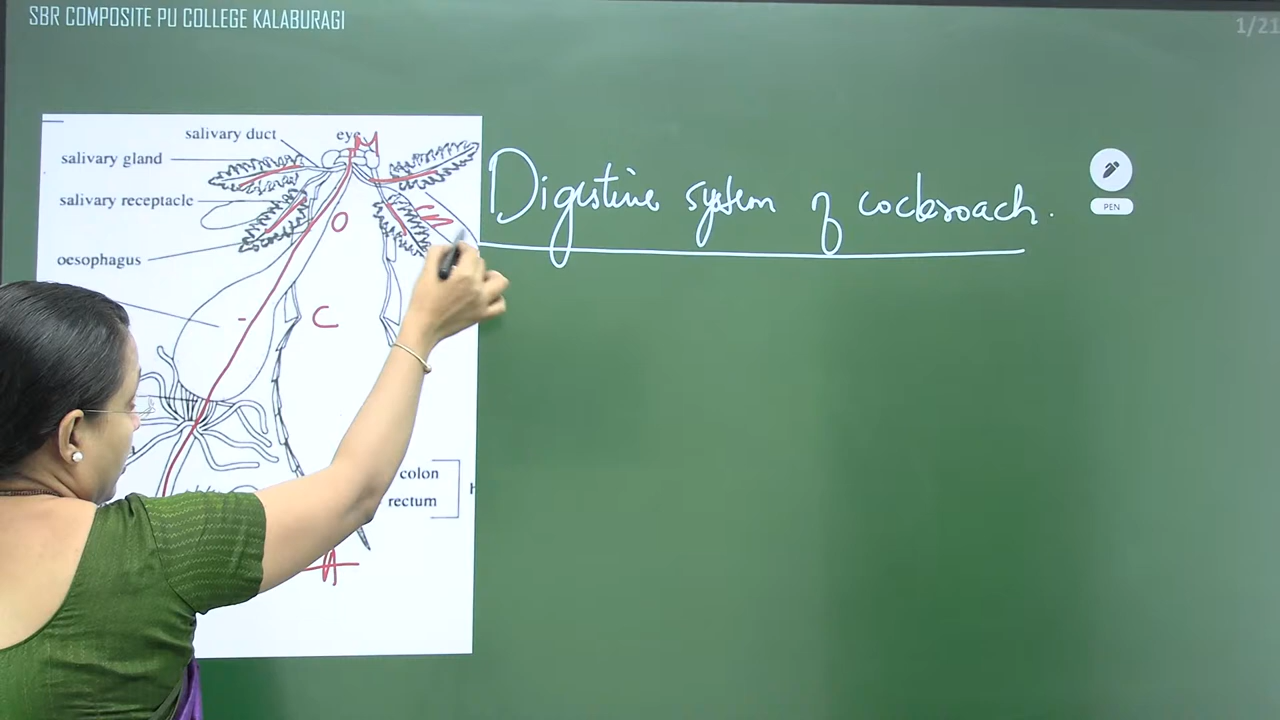 SBR COMPOSITE PU COLLEGE KALABURAGI
1/21
salivary duct
eye
salivary gland
salivary receptacle
oesophagus
Digestive system of cockroach.
PEN
O
C
colon
rectum
A